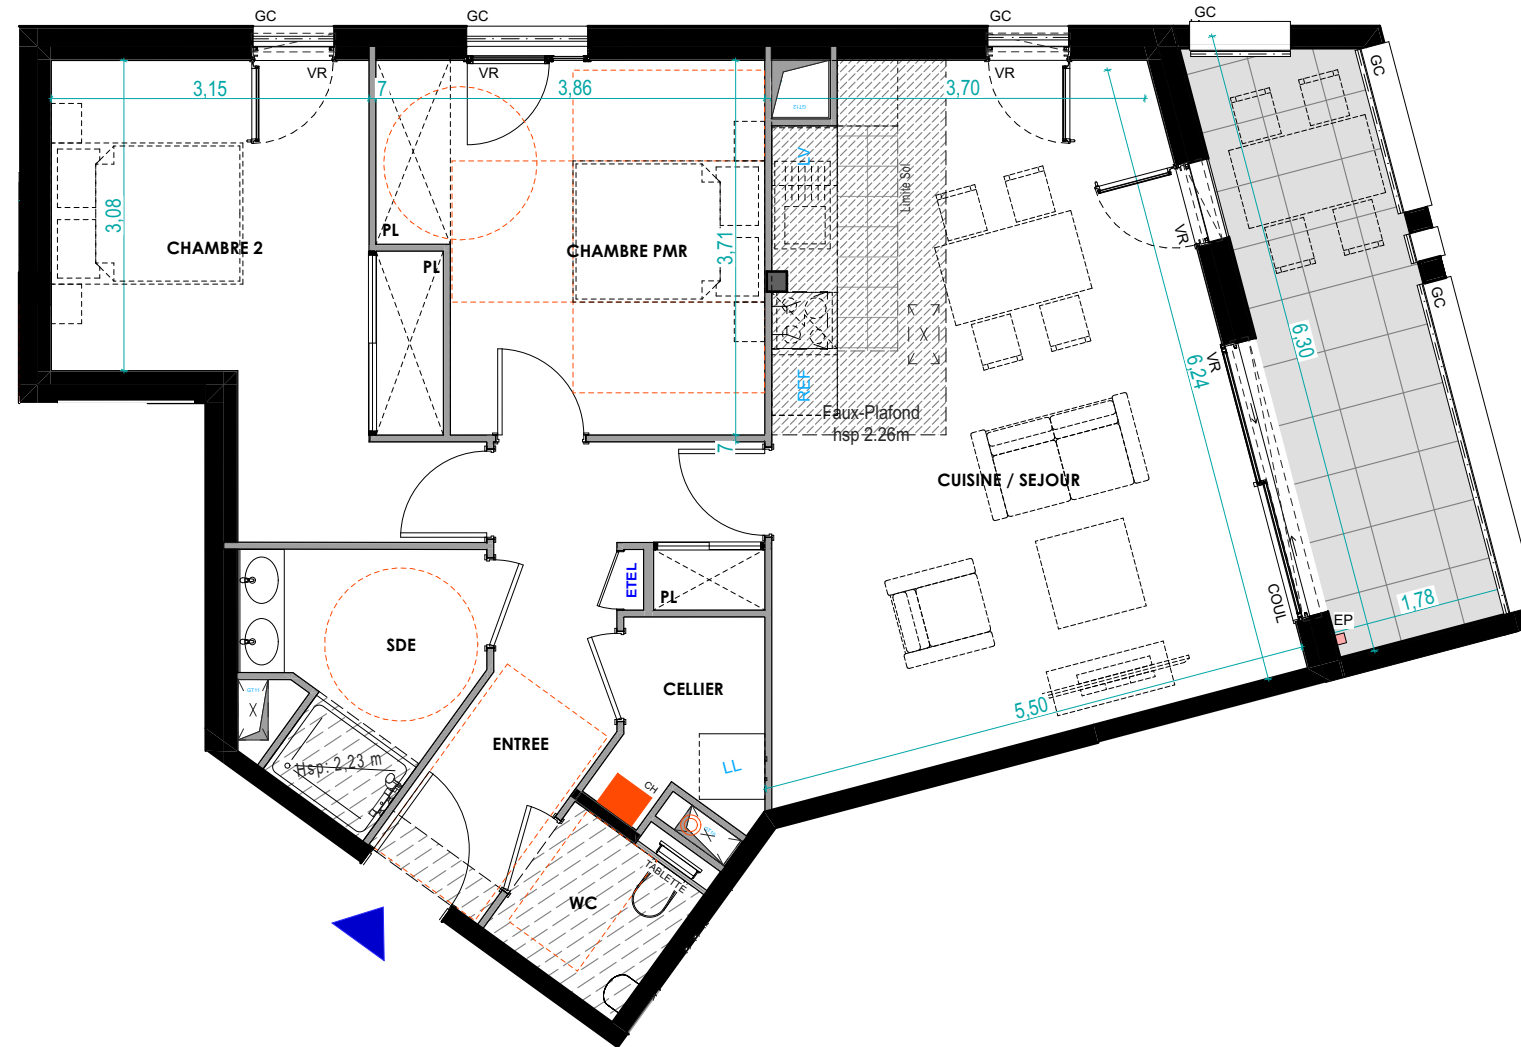 GC
GC
GC
GC
GC
VR
VR
VR
3,15
7
3,86
3,70
GT12
LV
Limite Sol
3,08
CHAMBRE 2
PL
PL
CHAMBRE PMR
3,71
VR
GC
6,30
6,24
VR
REF
Faux-Plafond
hsp 2.26m
7
CUISINE / SEJOUR
ETEL
PL
COUL
EP
1,78
SDE
CELLIER
GT11
5,50
ENTREE
Hsp: 2,23 m
LL
CH
TABLETTE
WC